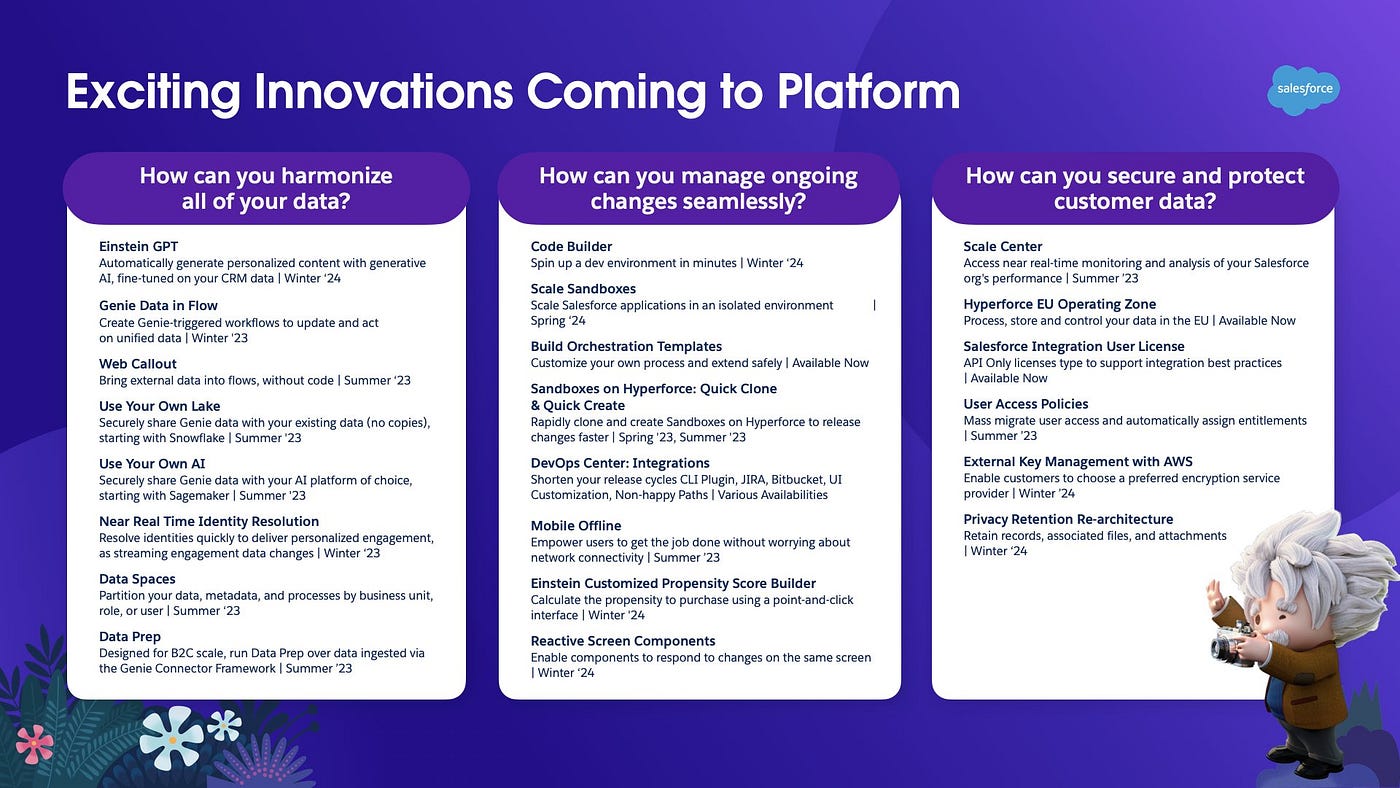 Exciting Innovations Coming to Platform
salesforce
How can you harmonize
all of your data?
Einstein GPT
Automatically generate personalized content with generative
AI, fine-tuned on your CRM data | Winter ‘24
Genie Data in Flow
Create Genie-triggered workflows to update and act
on unified data | Winter ‘23
Web Callout
Bring external data into flows, without code | Summer ‘23
Use Your Own Lake
Securely share Genie data with your existing data (no copies),
starting with Snowflake | Summer ‘23
Use Your Own AI
Securely share Genie data with your AI platform of choice,
starting with Sagemaker | Summer ‘23
Near Real Time Identity Resolution
Resolve identities quickly to deliver personalized engagement,
as streaming engagement data changes | Winter ‘23
Data Spaces
Partition your data, metadata, and processes by business unit,
role, or user | Summer ‘23
Data Prep
Designed for B2C scale, run Data Prep over data ingested via
the Genie Connector Framework | Summer ’23
How can you manage ongoing
changes seamlessly?
Code Builder
Spin up a dev environment in minutes | Winter ‘24
Scale Sandboxes
Scale Salesforce applications in an isolated environment |
Spring ‘24
Build Orchestration Templates
Customize your own process and extend safely | Available Now
Sandboxes on Hyperforce: Quick Clone
& Quick Create
Rapidly clone and create Sandboxes on Hyperforce to release
changes faster | Spring ’23, Summer ’23
DevOps Center: Integrations
Shorten your release cycles CLI Plugin, JIRA, Bitbucket, UI
Customization, Non-happy Paths | Various Availabilities
Mobile Offline
Empower users to get the job done without worrying about
network connectivity | Summer ’23
Einstein Customized Propensity Score Builder
Calculate the propensity to purchase using a point-and-click
interface | Winter ‘24
Reactive Screen Components
Enable components to respond to changes on the same screen
| Winter ‘24
How can you secure and protect
customer data?
Scale Center
Access near real-time monitoring and analysis of your Salesforce
org's performance | Summer ’23
Hyperforce EU Operating Zone
Process, store and control your data in the EU | Available Now
Salesforce Integration User License
API Only licenses type to support integration best practices
| Available Now
User Access Policies
Mass migrate user access and automatically assign entitlements
| Summer ’23
External Key Management with AWS
Enable customers to choose a preferred encryption service
provider | Winter ’24
Privacy Retention Re-architecture
Retain records, associated files, and attachments
| Winter ‘24